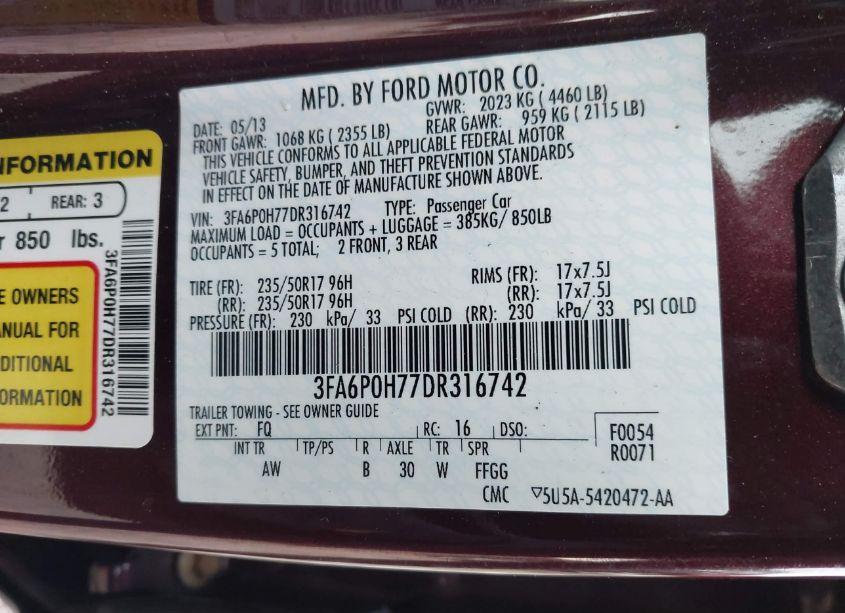 MFD. BY FORD MOTOR CO.
DATE: 05/13 GVWR: 2023 KG ( 4460 LB)
FRONT GAWR: 1068 KG ( 2355 LB) REAR GAWR: 959 KG ( 2115 LB)
THIS VEHICLE CONFORMS TO ALL APPLICABLE FEDERAL MOTOR
VEHICLE SAFETY, BUMPER, AND THEFT PREVENTION STANDARDS
IN EFFECT ON THE DATE OF MANUFACTURE SHOWN ABOVE.
VIN: 3FA6P0H77DR316742 TYPE: Passenger Car
MAXIMUM LOAD = OCCUPANTS + LUGGAGE = 385KG/ 850LB
OCCUPANTS = 5 TOTAL; 2 FRONT, 3 REAR
TIRE (FR): 235/50R17 96H RIMS (FR): 17x7.5J
(RR): 235/50R17 96H (RR): 17x7.5J
PRESSURE (FR): 230 kPa/ 33 PSI COLD (RR): 230 kPa/ 33 PSI COLD
3FA6P0H77DR316742
TRAILER TOWING - SEE OWNER GUIDE
EXT PNT: FQ RC: 16 DSO: F0054
INT TR TP/PS R AXLE TR SPR R0071
AW B 30 W FFGG
CMC ▽5U5A-5420472-AA
NFORMATION
2 REAR: 3
r 850 lbs.
E OWNERS
ANUAL FOR
DITIONAL
FORMATION
3FA6P0H77DR316742